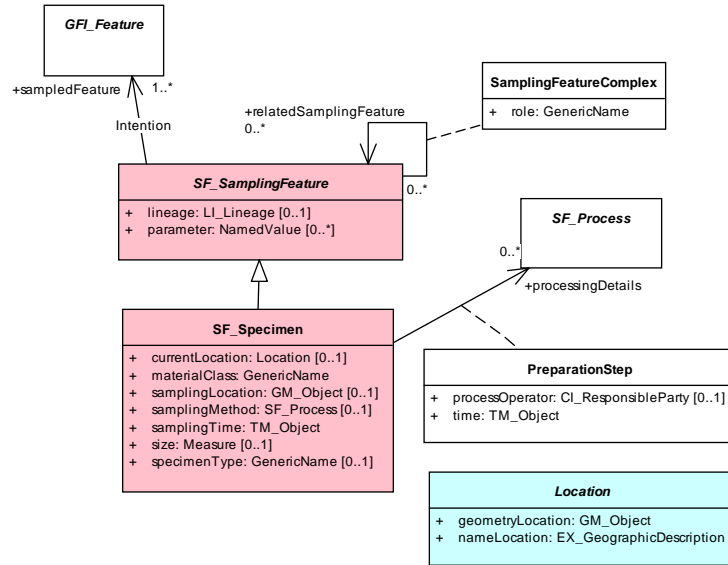 GFI_Feature
+sampledFeature
1..*
Intention
+relatedSamplingFeature
0..*
0..*
SamplingFeatureComplex
+ role: GenericName
SF_SamplingFeature
+ lineage: LI_Lineage [0..1]
+ parameter: NamedValue [0..*]
SF_Process
0..*
+processingDetails
SF_Specimen
+ currentLocation: Location [0..1]
+ materialClass: GenericName
+ samplingLocation: GM_Object [0..1]
+ samplingMethod: SF_Process [0..1]
+ samplingTime: TM_Object
+ size: Measure [0..1]
+ specimenType: GenericName [0..1]
PreparationStep
+ processOperator: CI_ResponsibleParty [0..1]
+ time: TM_Object
Location
+ geometryLocation: GM_Object
+ nameLocation: EX_GeographicDescription